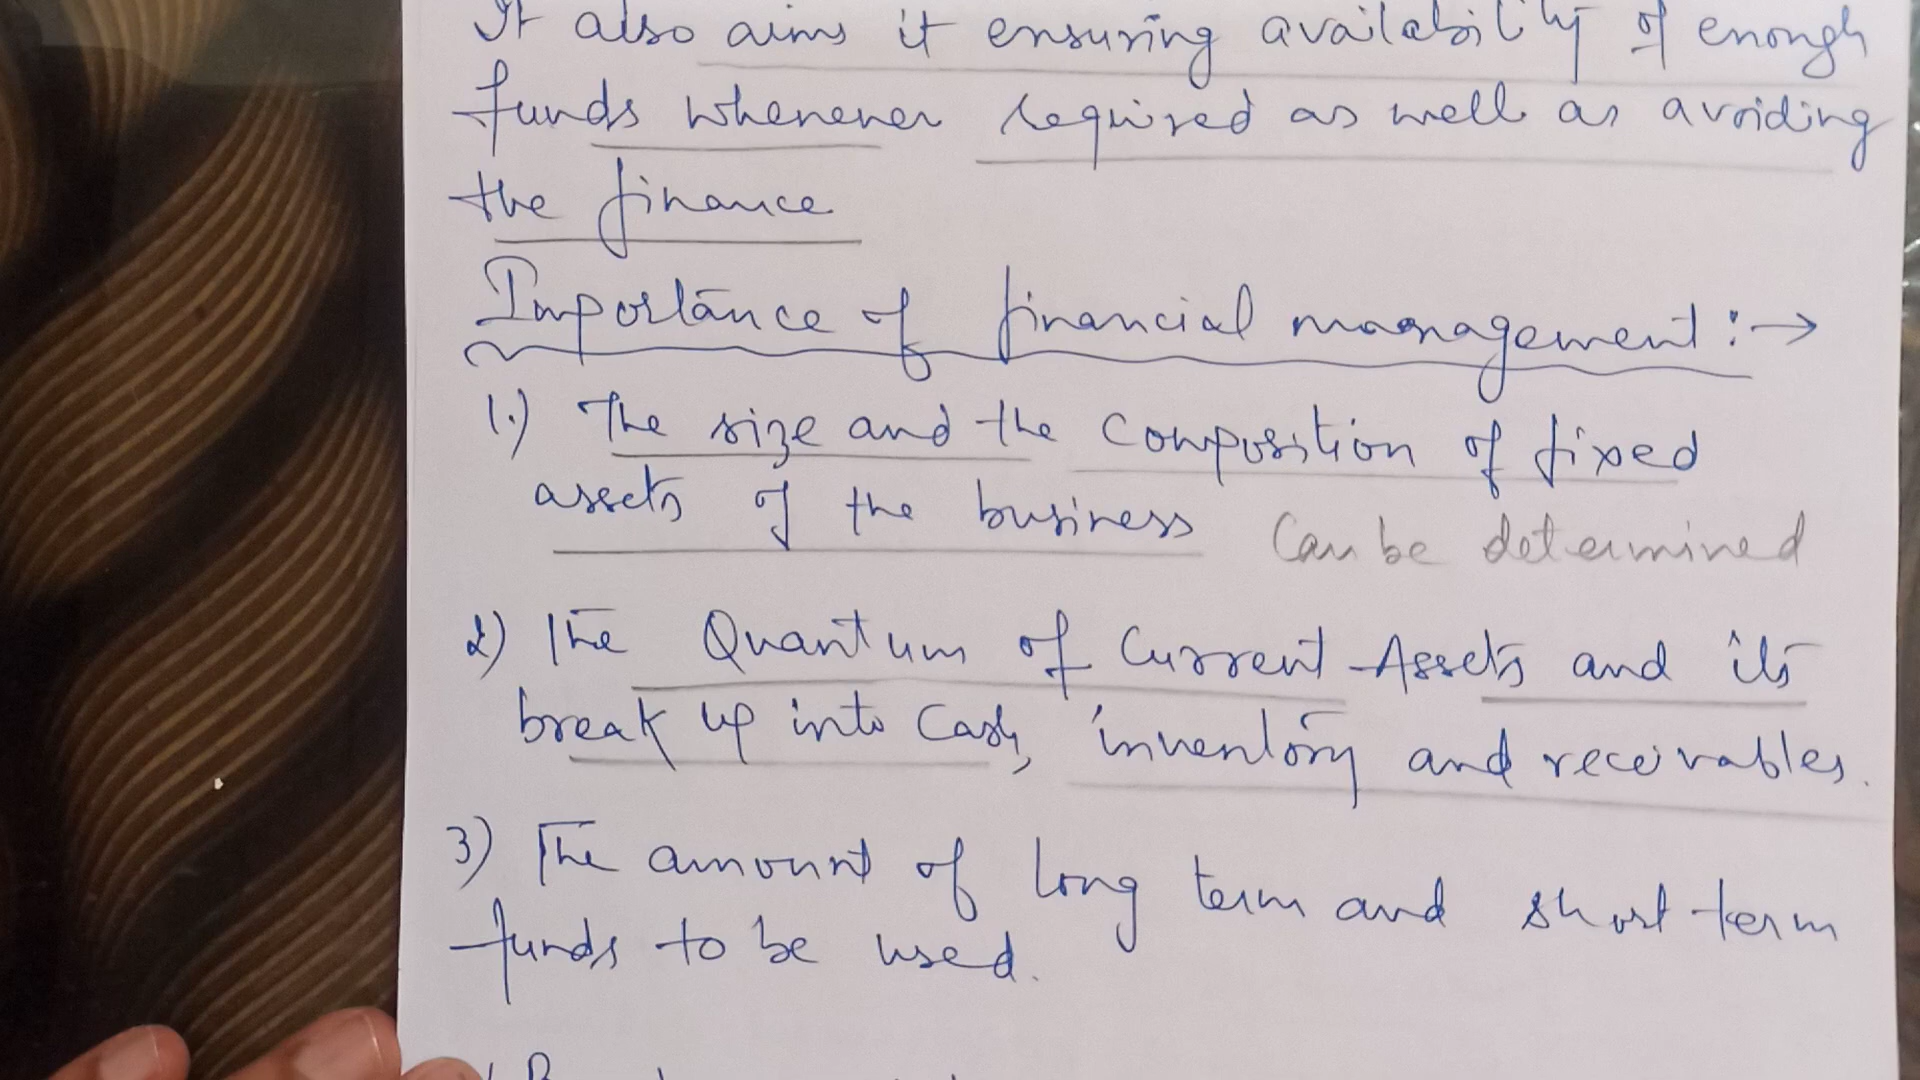 It also aims it ensuring availability of enough
funds whenever required as well as avoiding
the finance
Importance of financial management :→
1.) The size and the composition of fixed
assets of the business Can be determined
2) The Quantum of Current Assets and its
break up into Cash, inventory and receivables.
3) The amount of long term and short term
funds to be used.